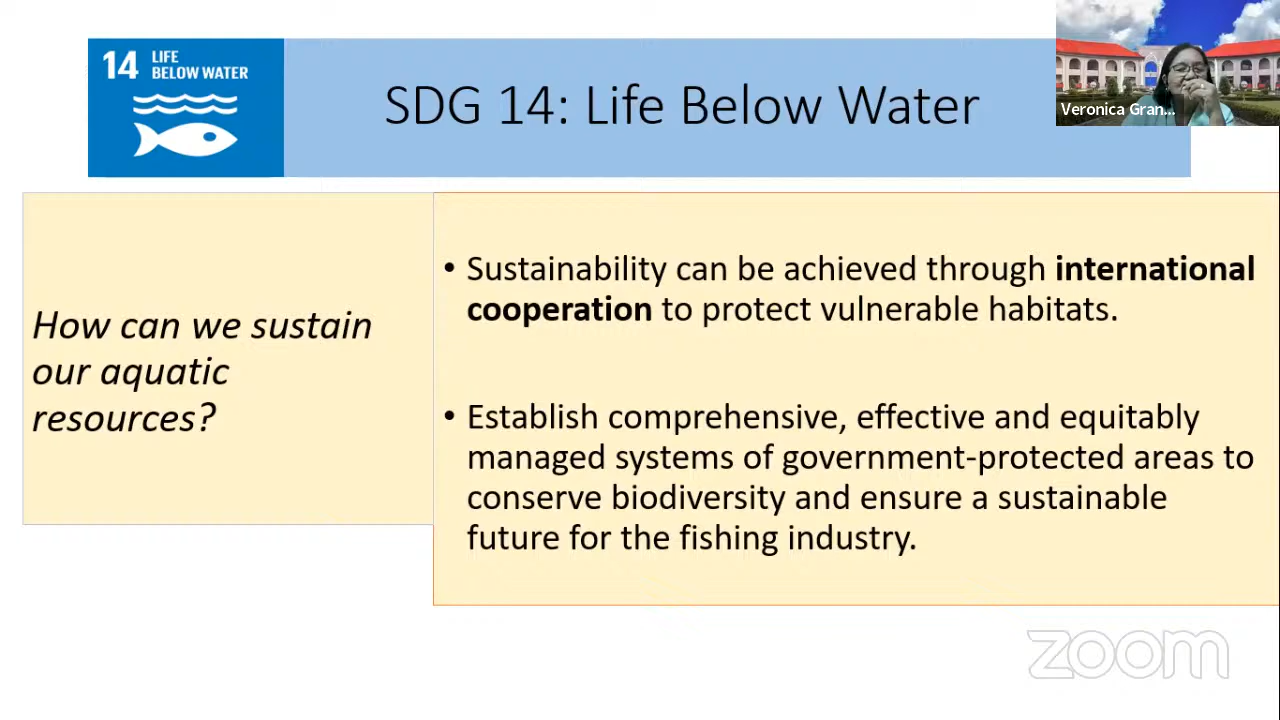 14 LIFE
BELOW WATER
SDG 14: Life Below Water
Veronica Gran...
How can we sustain
our aquatic
resources?
• Sustainability can be achieved through international
cooperation to protect vulnerable habitats.
• Establish comprehensive, effective and equitably
managed systems of government-protected areas to
conserve biodiversity and ensure a sustainable
future for the fishing industry.
zoom